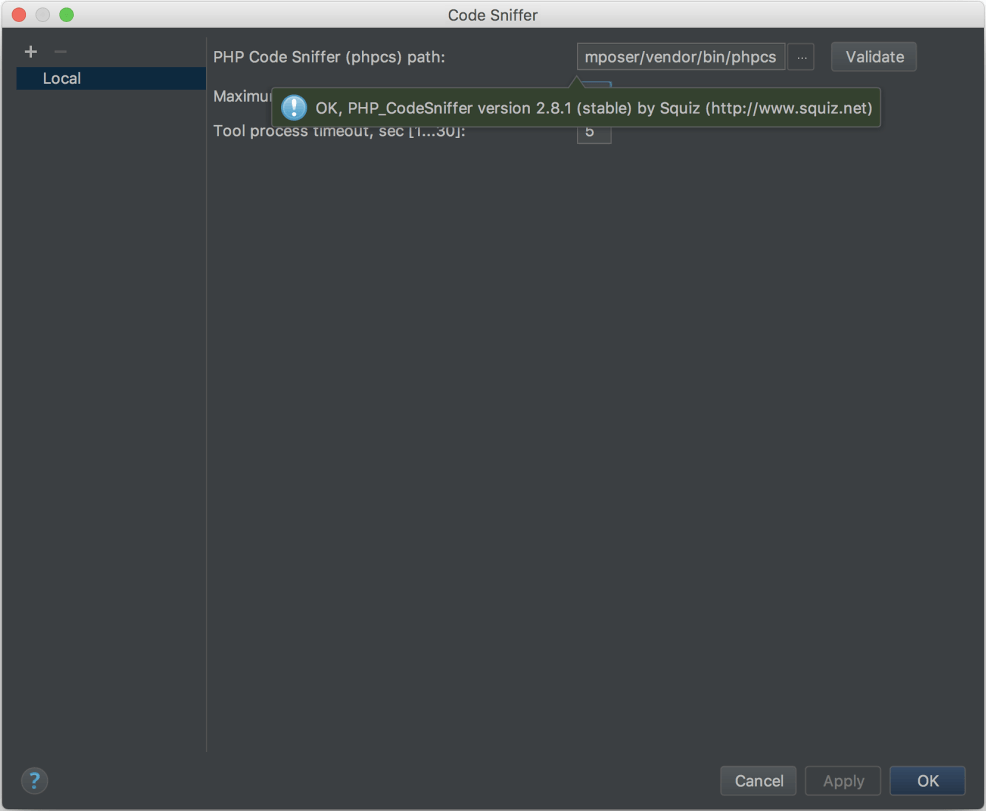 Code Sniffer
+ −
Local
PHP Code Sniffer (phpcs) path:
mposer/vendor/bin/phpcs
...
Validate
OK, PHP_CodeSniffer version 2.8.1 (stable) by Squiz (http://www.squiz.net)
Tool process timeout, sec [1...30]:
5
?
Cancel
Apply
OK